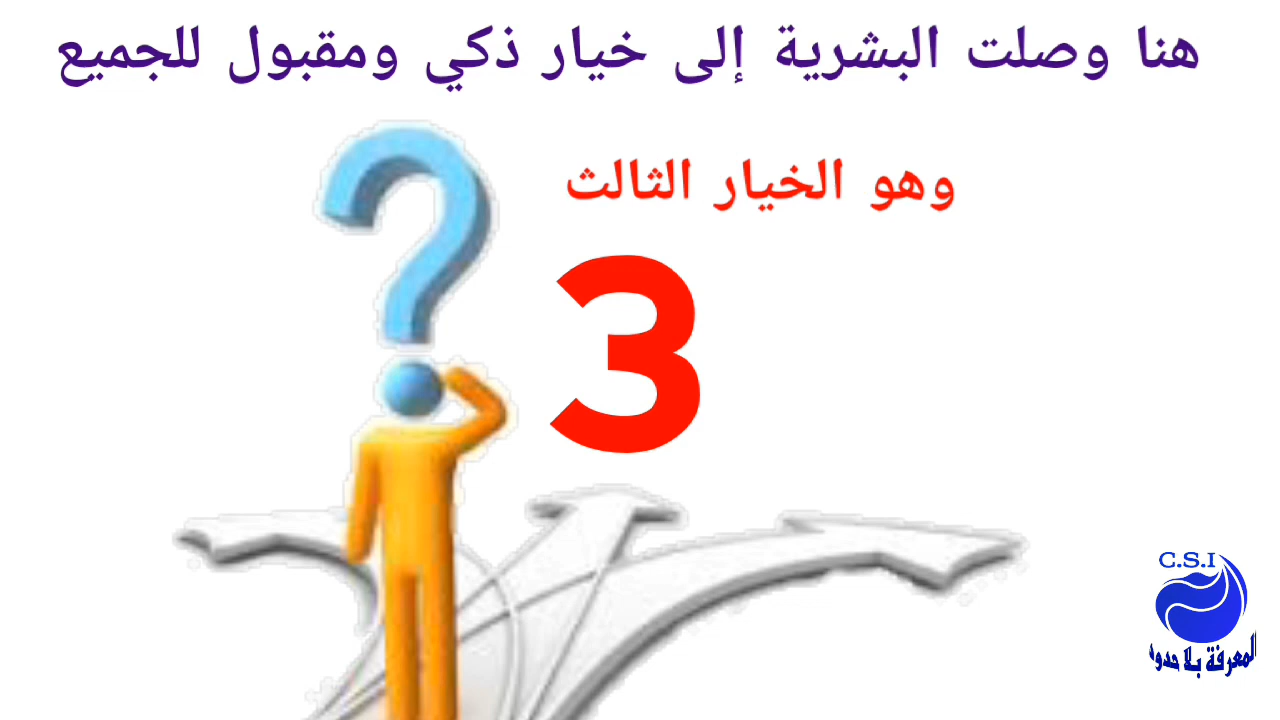 هنا وصلت البشرية إلى خيار ذكي ومقبول للجميع
وهو الخيار الثالث
3
C.S.I
المعرفة بلا حدود